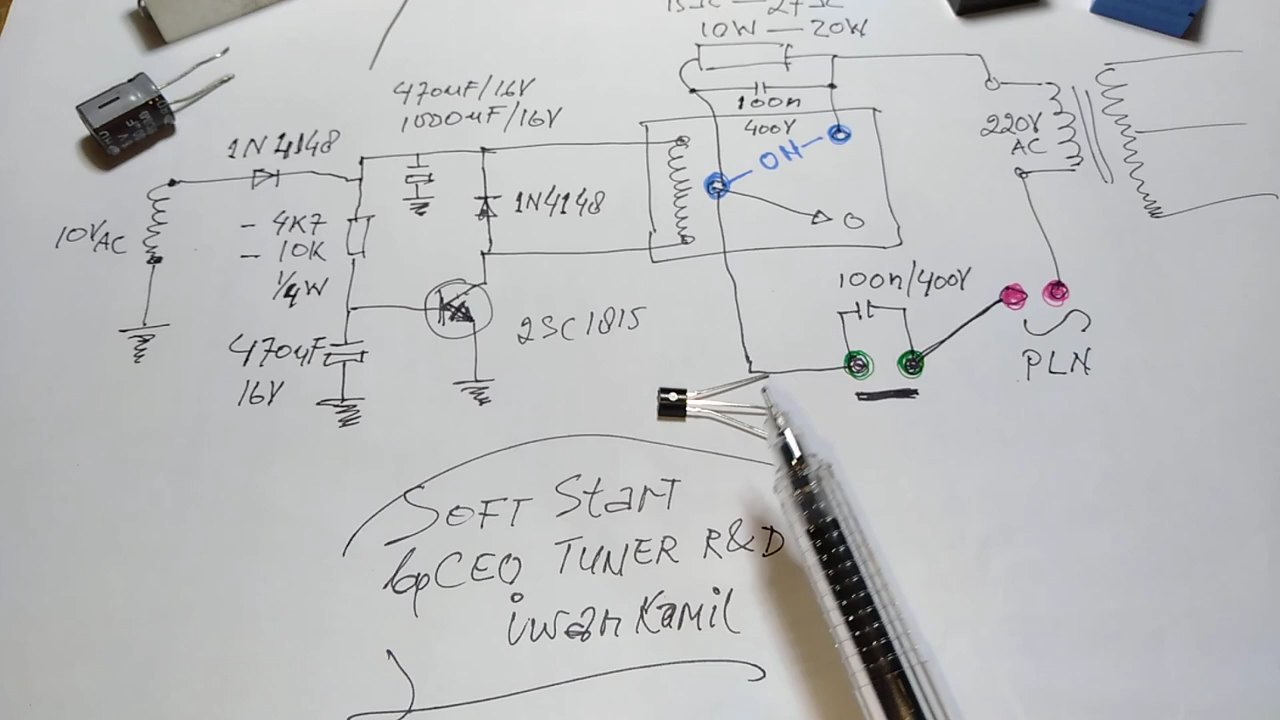 10W — 20W
470uF/16V
1000uF/16V
100n
400V
1N4148
ON
220V
AC
- 4K7
- 10K
1/4W
1N4148
0
10VAC
100n/400V
2SC1815
470uF
16V
PLN
SOFT Start
by CEO TUNER R&D
iwan Kamil